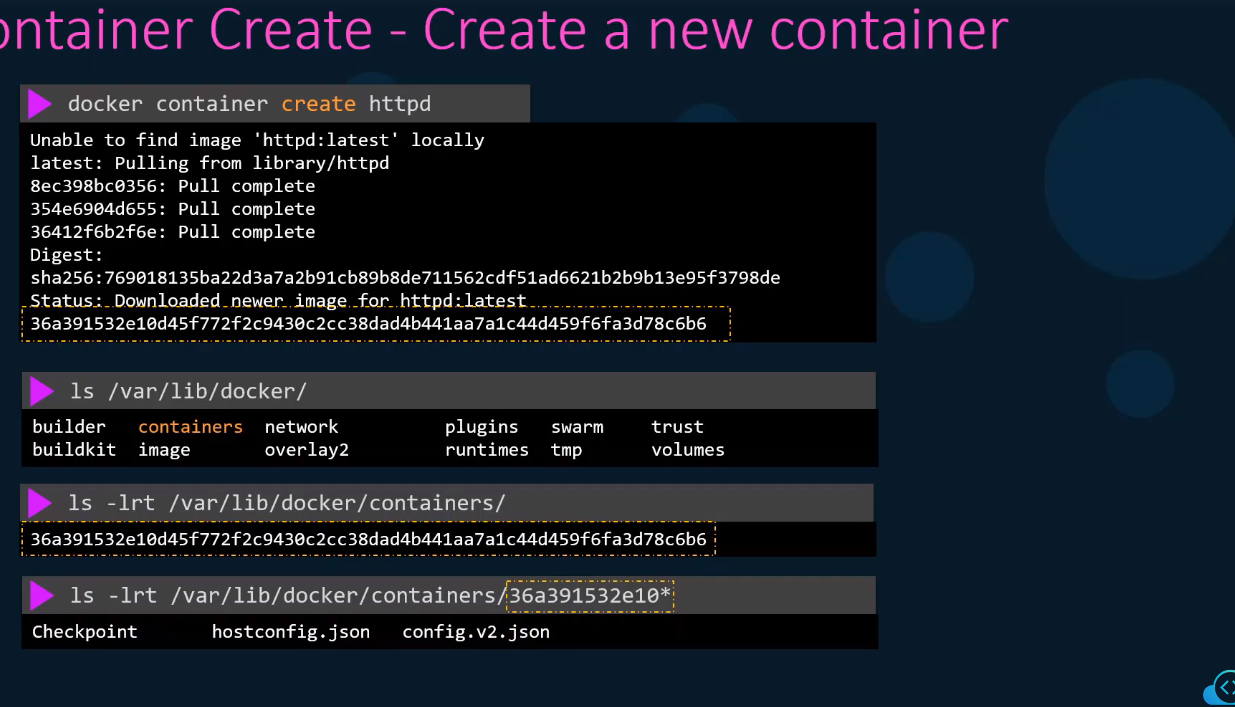 ontainer Create - Create a new container
docker container create httpd
Unable to find image 'httpd:latest' locally
latest: Pulling from library/httpd
8ec398bc0356: Pull complete
354e6904d655: Pull complete
36412f6b2f6e: Pull complete
Digest:
sha256:769018135ba22d3a7a2b91cb89b8de711562cdf51ad6621b2b9b13e95f3798de
Status: Downloaded newer image for httpd:latest
36a391532e10d45f772f2c9430c2cc38dad4b441aa7a1c44d459f6fa3d78c6b6
ls /var/lib/docker/
builder containers network plugins swarm trust
buildkit image overlay2 runtimes tmp volumes
ls -lrt /var/lib/docker/containers/
36a391532e10d45f772f2c9430c2cc38dad4b441aa7a1c44d459f6fa3d78c6b6
ls -lrt /var/lib/docker/containers/36a391532e10*
Checkpoint hostconfig.json config.v2.json